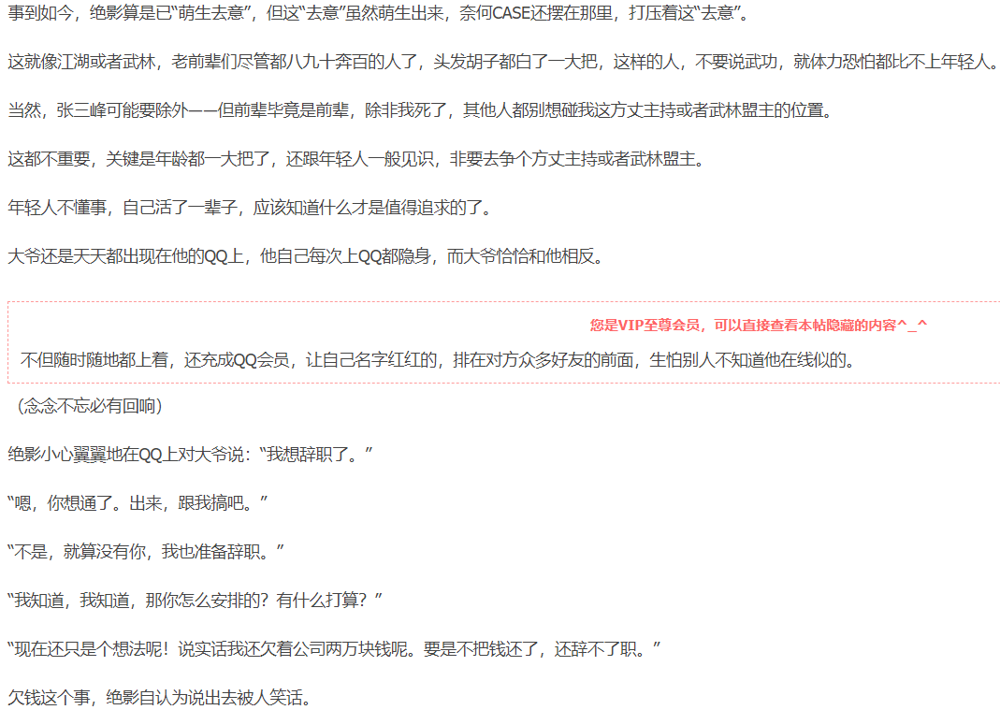 事到如今，绝影算是已“萌生去意”，但这“去意”虽然萌生出来，奈何CASE还摆在那里，打压着这“去意”。
这就像江湖或者武林，老前辈们尽管都八九十奔百的人了，头发胡子都白了一大把，这样的人，不要说武功，就体力恐怕都比不上年轻人。
当然，张三峰可能要除外——但前辈毕竟是前辈，除非我死了，其他人都别想碰我这方丈主持或者武林盟主的位置。
这都不重要，关键是年龄都一大把了，还跟年轻人一般见识，非要去争个方丈主持或者武林盟主。
年轻人不懂事，自己活了一辈子，应该知道什么才是值得追求的了。
大爷还是天天都出现在他的QQ上，他自己每次上QQ都隐身，而大爷恰恰和他相反。
您是VIP至尊会员，可以直接查看本帖隐藏的内容^_^
不但随时随地都上着，还充成QQ会员，让自己名字红红的，排在对方众多好友的前面，生怕别人不知道他在线似的。
（念念不忘必有回响）
绝影小心翼翼地在QQ上对大爷说：“我想辞职了。”
“嗯，你想通了。出来，跟我搞吧。”
“不是，就算没有你，我也准备辞职。”
“我知道，我知道，那你怎么安排的？有什么打算？”
“现在还只是个想法呢！说实话我还欠着公司两万块钱呢。要是不把钱还了，还辞不了职。”
欠钱这个事，绝影自认为说出去被人笑话。